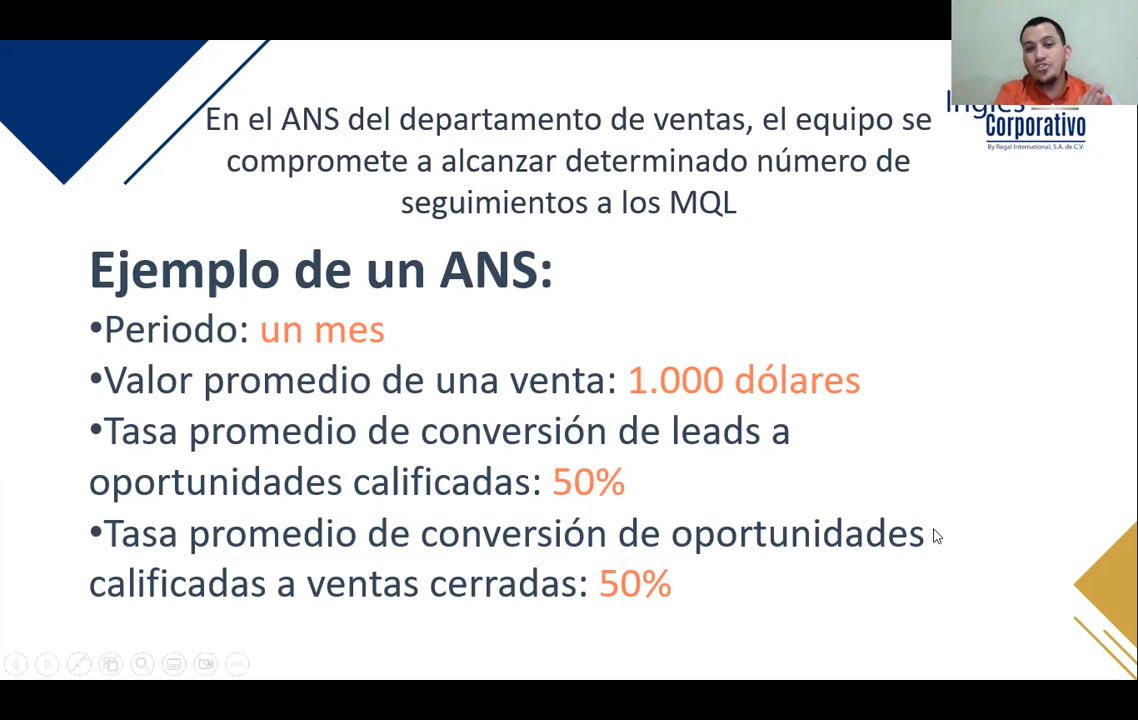 En el ANS del departamento de ventas, el equipo se
compromete a alcanzar determinado número de
seguimientos a los MQL
Inglés
Corporativo
By Regal International, S.A. de C.V.
Ejemplo de un ANS:
•Periodo: un mes
•Valor promedio de una venta: 1.000 dólares
•Tasa promedio de conversión de leads a
oportunidades calificadas: 50%
•Tasa promedio de conversión de oportunidades
calificadas a ventas cerradas: 50%